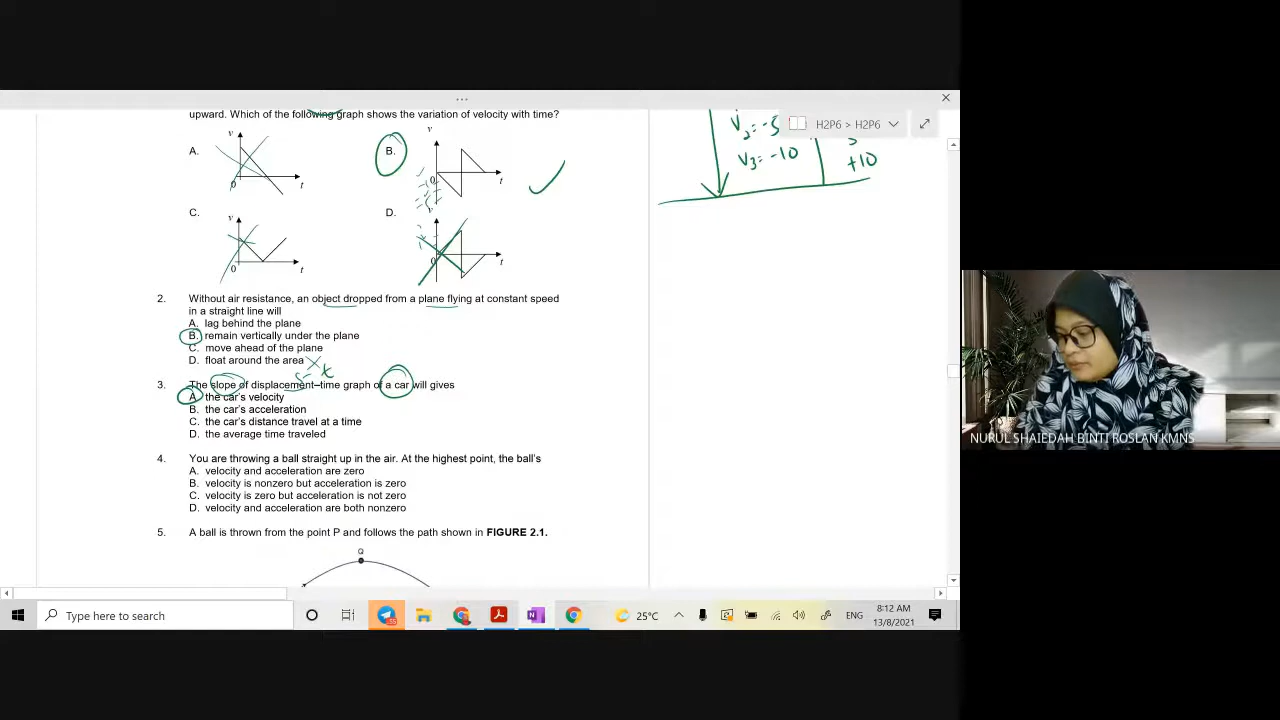 upward. Which of the following graph shows the variation of velocity with time?
H2P6 > H2P6
V2 = -5
V3 = -10
5
+10
A.
v
0
t
B.
v
0
t
C.
v
0
t
D.
v
0
t
2. Without air resistance, an object dropped from a plane flying at constant speed
in a straight line will
A. lag behind the plane
B. remain vertically under the plane
C. move ahead of the plane
D. float around the area
s-t
3. The slope of displacement–time graph of a car will gives
A. the car's velocity
B. the car's acceleration
C. the car's distance travel at a time
D. the average time traveled
4. You are throwing a ball straight up in the air. At the highest point, the ball's
A. velocity and acceleration are zero
B. velocity is nonzero but acceleration is zero
C. velocity is zero but acceleration is not zero
D. velocity and acceleration are both nonzero
5. A ball is thrown from the point P and follows the path shown in FIGURE 2.1.
Q
NURUL SHAIEDAH BINTI ROSLAN KMNS
Type here to search
25°C
ENG
8:12 AM
13/8/2021